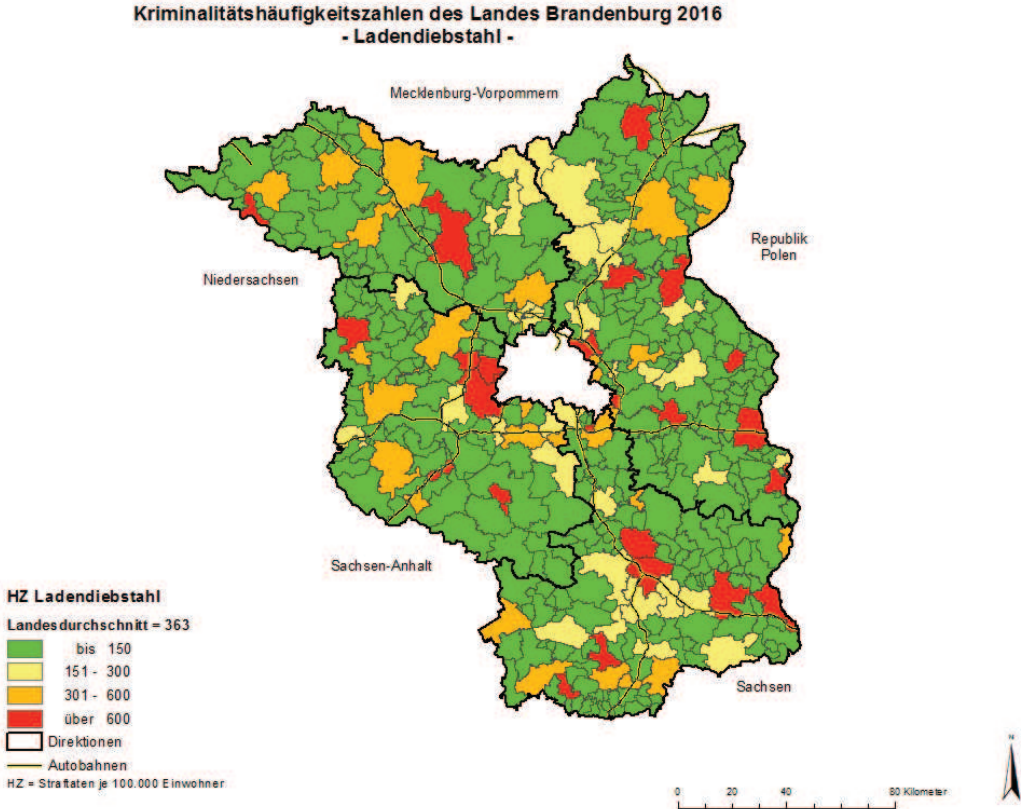 Kriminalitätshäufigkeitszahlen des Landes Brandenburg 2016
- Ladendiebstahl -
Mecklenburg-Vorpommern
Republik
Polen
Niedersachsen
Sachsen-Anhalt
Sachsen
HZ Ladendiebstahl
Landesdurchschnitt = 363
bis 150
151 - 300
301 - 600
über 600
Direktionen
Autobahnen
HZ = Straftaten je 100.000 Einwohner
N
0 20 40 80 Kilometer